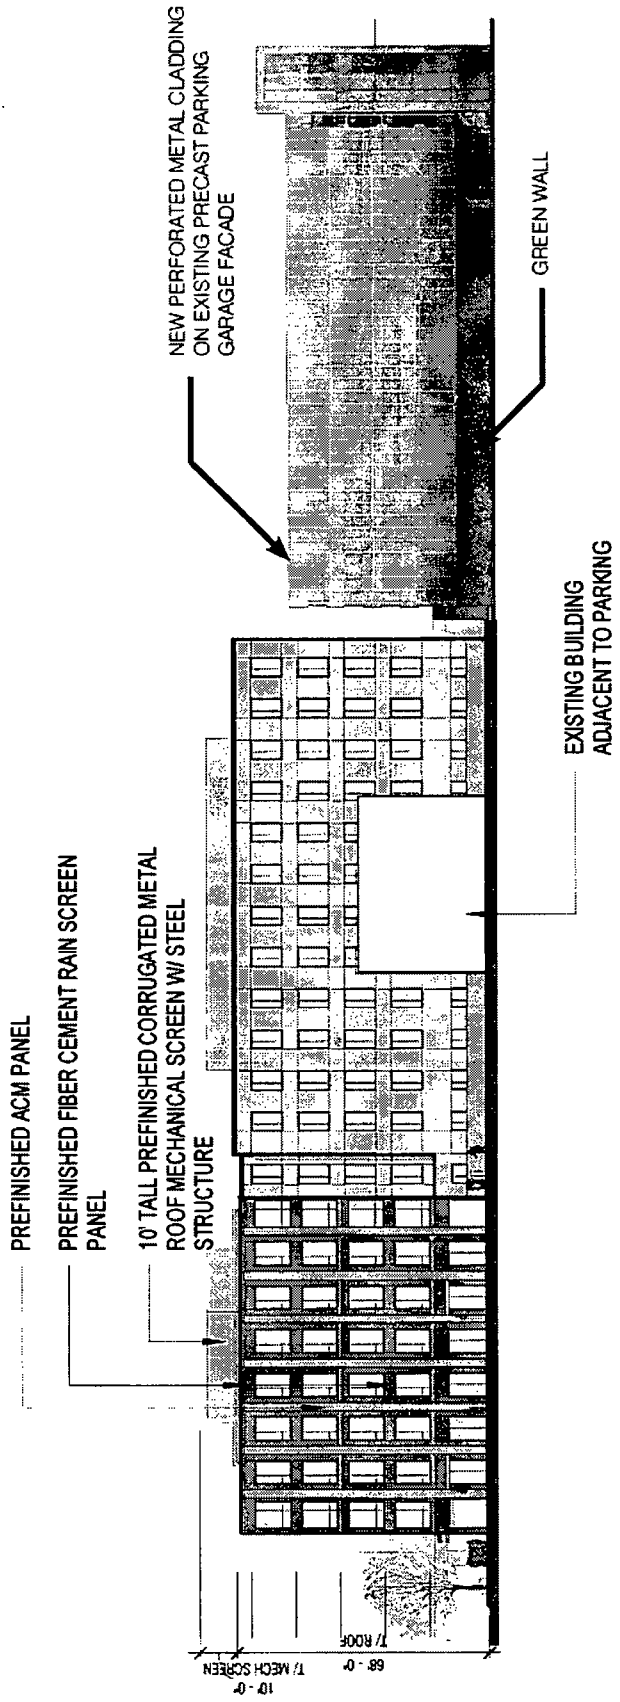 PREFINISHED ACM PANEL
PREFINISHED FIBER CEMENT RAIN SCREEN
PANEL
10' TALL PREFINISHED CORRUGATED METAL
ROOF MECHANICAL SCREEN W/ STEEL
STRUCTURE
NEW PERFORATED METAL CLADDING
ON EXISTING PRECAST PARKING
GARAGE FACADE
GREEN WALL
EXISTING BUILDING
ADJACENT TO PARKING
10' - 0"
T/ MECH SCREEN
68' - 0"
T/ ROOF